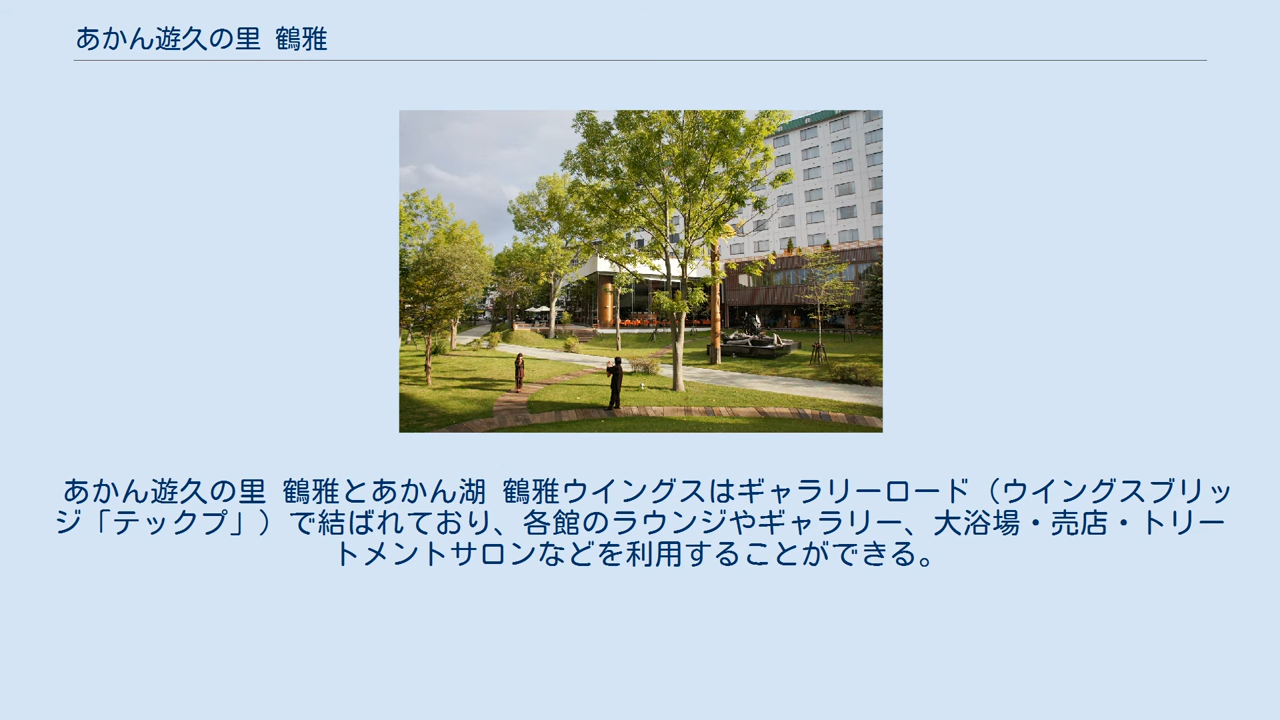 あかん遊久の里 鶴雅
あかん遊久の里 鶴雅とあかん湖 鶴雅ウイングスはギャラリーロード（ウイングスブリッ
ジ「テックプ」）で結ばれており、各館のラウンジやギャラリー、大浴場・売店・トリー
トメントサロンなどを利用することができる。